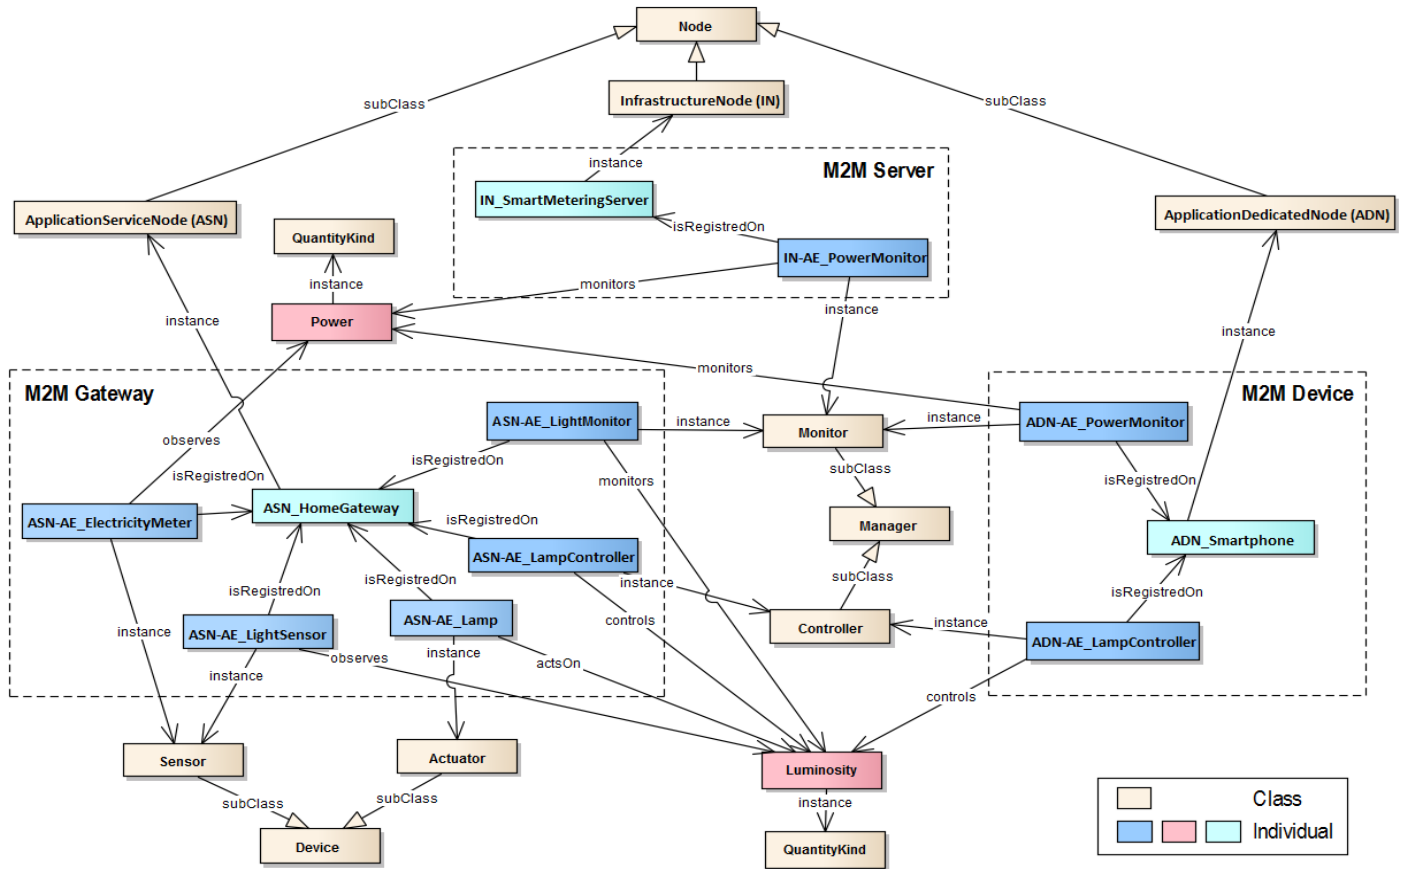 Node
subClass
subClass
InfrastructureNode (IN)
instance
M2M Server
IN_SmartMeteringServer
ApplicationServiceNode (ASN)
ApplicationDedicatedNode (ADN)
isRegistredOn
QuantityKind
IN-AE_PowerMonitor
instance
monitors
instance
Power
instance
instance
monitors
M2M Gateway
M2M Device
ASN-AE_LightMonitor
instance
Monitor
instance
ADN-AE_PowerMonitor
observes
isRegistredOn
isRegistredOn
subClass
monitors
isRegistredOn
ASN_HomeGateway
ASN-AE_ElectricityMeter
isRegistredOn
Manager
ADN_Smartphone
ASN-AE_LampController
isRegistredOn
instance
subClass
isRegistredOn
isRegistredOn
ASN-AE_Lamp
controls
Controller
instance
instance
ASN-AE_LightSensor
ADN-AE_LampController
instance
observes
actsOn
instance
controls
Sensor
Actuator
Luminosity
subClass
subClass
instance
Class
Device
QuantityKind
Individual